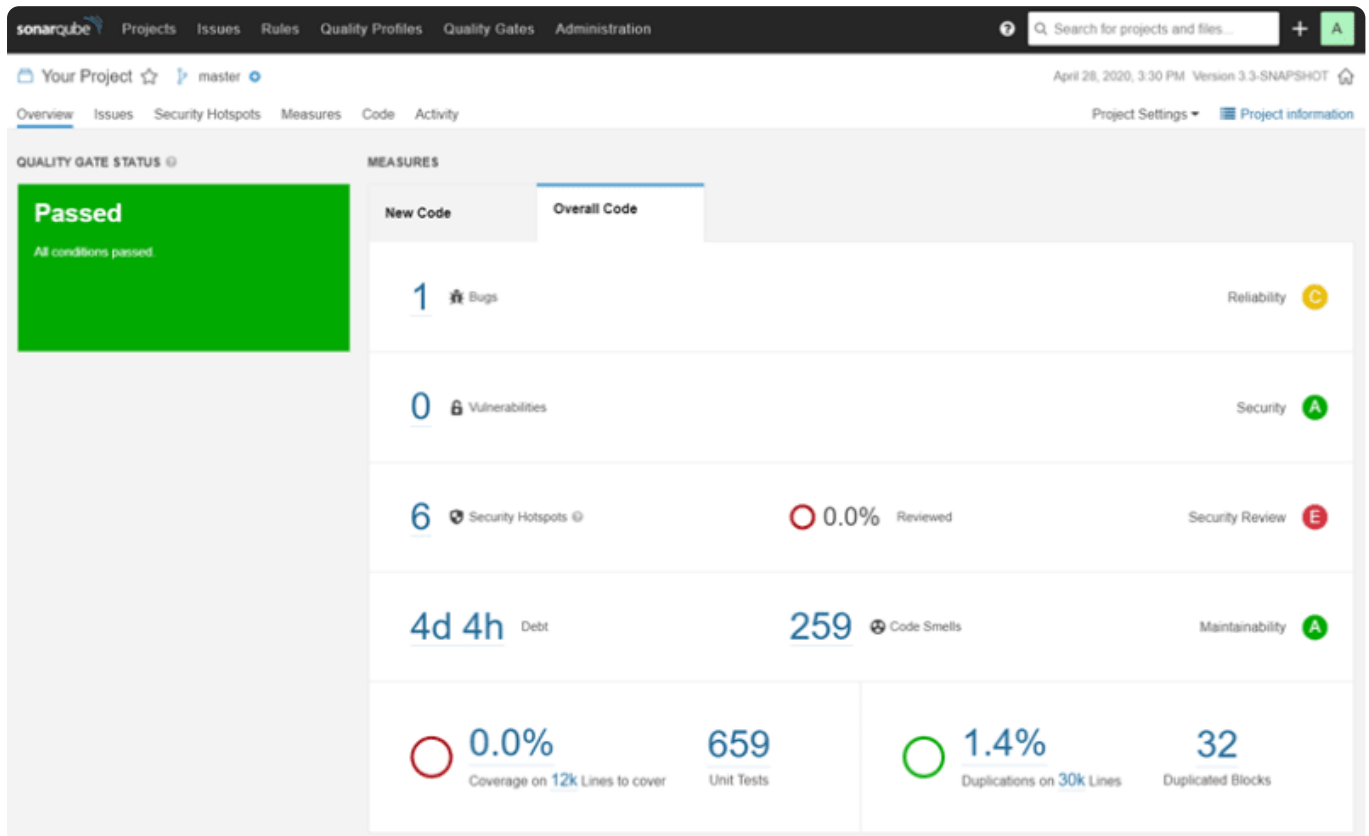 sonarqube Projects Issues Rules Quality Profiles Quality Gates Administration ? Search for projects and files... + A
Your Project master April 28, 2020, 3:30 PM Version 3.3-SNAPSHOT
Overview Issues Security Hotspots Measures Code Activity Project Settings Project information
QUALITY GATE STATUS ?
MEASURES
Passed
All conditions passed.
New Code Overall Code
1 Bugs Reliability C
0 Vulnerabilities Security A
6 Security Hotspots ? 0.0% Reviewed Security Review E
4d 4h Debt 259 Code Smells Maintainability A
0.0% 659 1.4% 32
Coverage on 12k Lines to cover Unit Tests Duplications on 30k Lines Duplicated Blocks